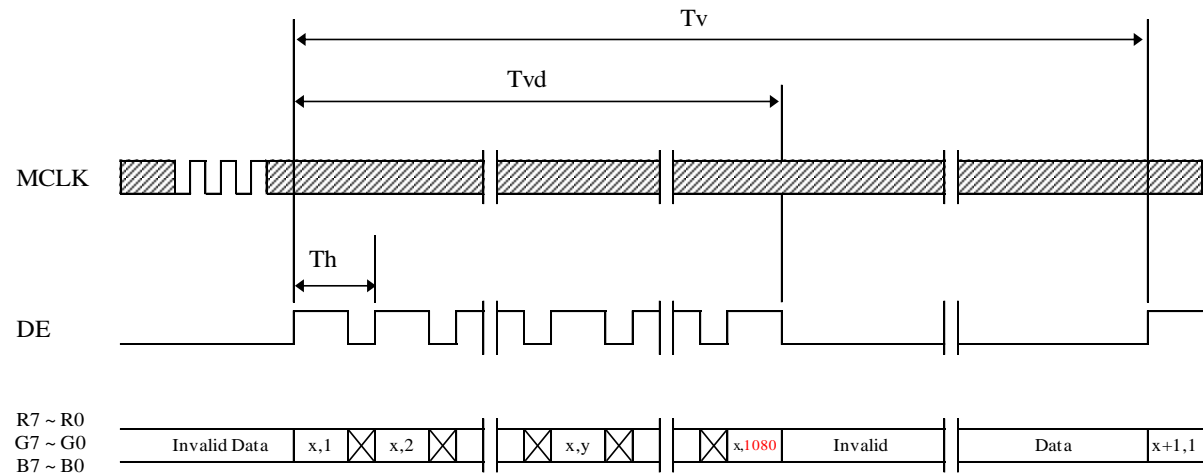 Tv
Tvd
MCLK
Th
DE
R7 ~ R0
G7 ~ G0
B7 ~ B0
Invalid Data
x,1
x,2
x,y
x,1080
Invalid
Data
x+1,1